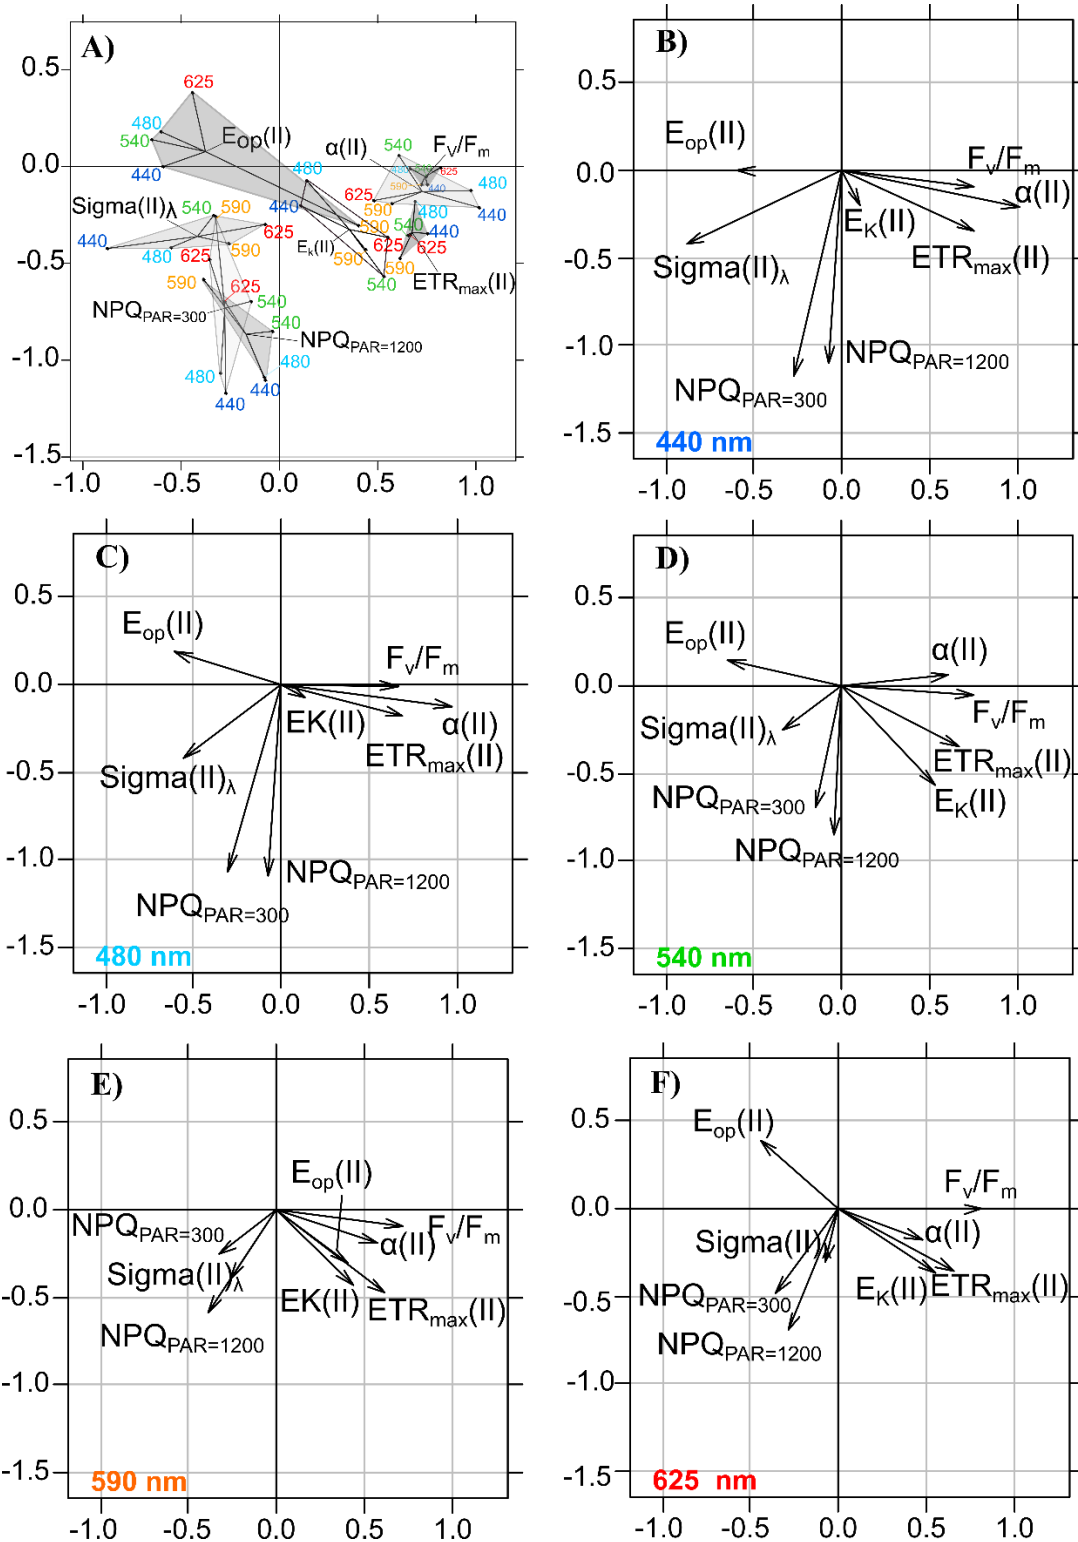 A)
0.5
0.0
-0.5
-1.0
-1.5
-1.0 -0.5 0.0 0.5 1.0
625
480
540
440
Eop(II)
480
440
590
590
625
540
Ek(II)
α(II)
540
Fv/Fm
480 540 625
590 440
625
590
480
440
480
540
440
625
590
ETRmax(II)
Sigma(II)λ
540 590
440
480
625
625
590
590
625
540
540
NPQPAR=300
NPQPAR=1200
480
480
440
440
B)
0.5
0.0
-0.5
-1.0
-1.5
-1.0 -0.5 0.0 0.5 1.0
Eop(II)
Fv/Fm
α(II)
EK(II)
ETRmax(II)
Sigma(II)λ
NPQPAR=1200
NPQPAR=300
440 nm
C)
0.5
0.0
-0.5
-1.0
-1.5
-1.0 -0.5 0.0 0.5 1.0
Eop(II)
Fv/Fm
EK(II)
α(II)
ETRmax(II)
Sigma(II)λ
NPQPAR=1200
NPQPAR=300
480 nm
D)
0.5
0.0
-0.5
-1.0
-1.5
-1.0 -0.5 0.0 0.5 1.0
Eop(II)
α(II)
Fv/Fm
Sigma(II)λ
ETRmax(II)
NPQPAR=300
EK(II)
NPQPAR=1200
540 nm
E)
0.5
0.0
-0.5
-1.0
-1.5
-1.0 -0.5 0.0 0.5 1.0
Eop(II)
NPQPAR=300
Fv/Fm
α(II)
Sigma(II)λ
EK(II)
ETRmax(II)
NPQPAR=1200
590 nm
F)
0.5
0.0
-0.5
-1.0
-1.5
-1.0 -0.5 0.0 0.5 1.0
Eop(II)
Fv/Fm
α(II)
Sigma(II)λ
EK(II)
ETRmax(II)
NPQPAR=300
NPQPAR=1200
625 nm